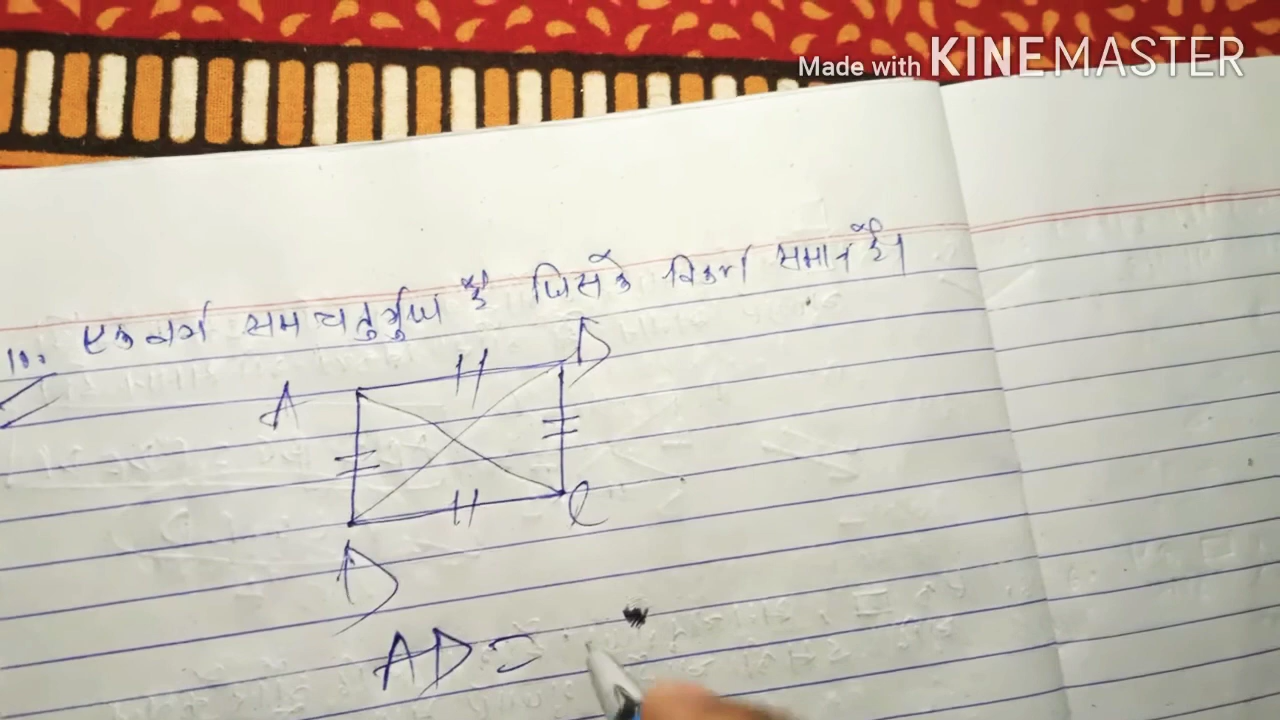 Made with KINEMASTER
10. एक वर्ग सम चतुर्भुज है जिसके विकर्ण समान है।
A
D
D
C
AD =